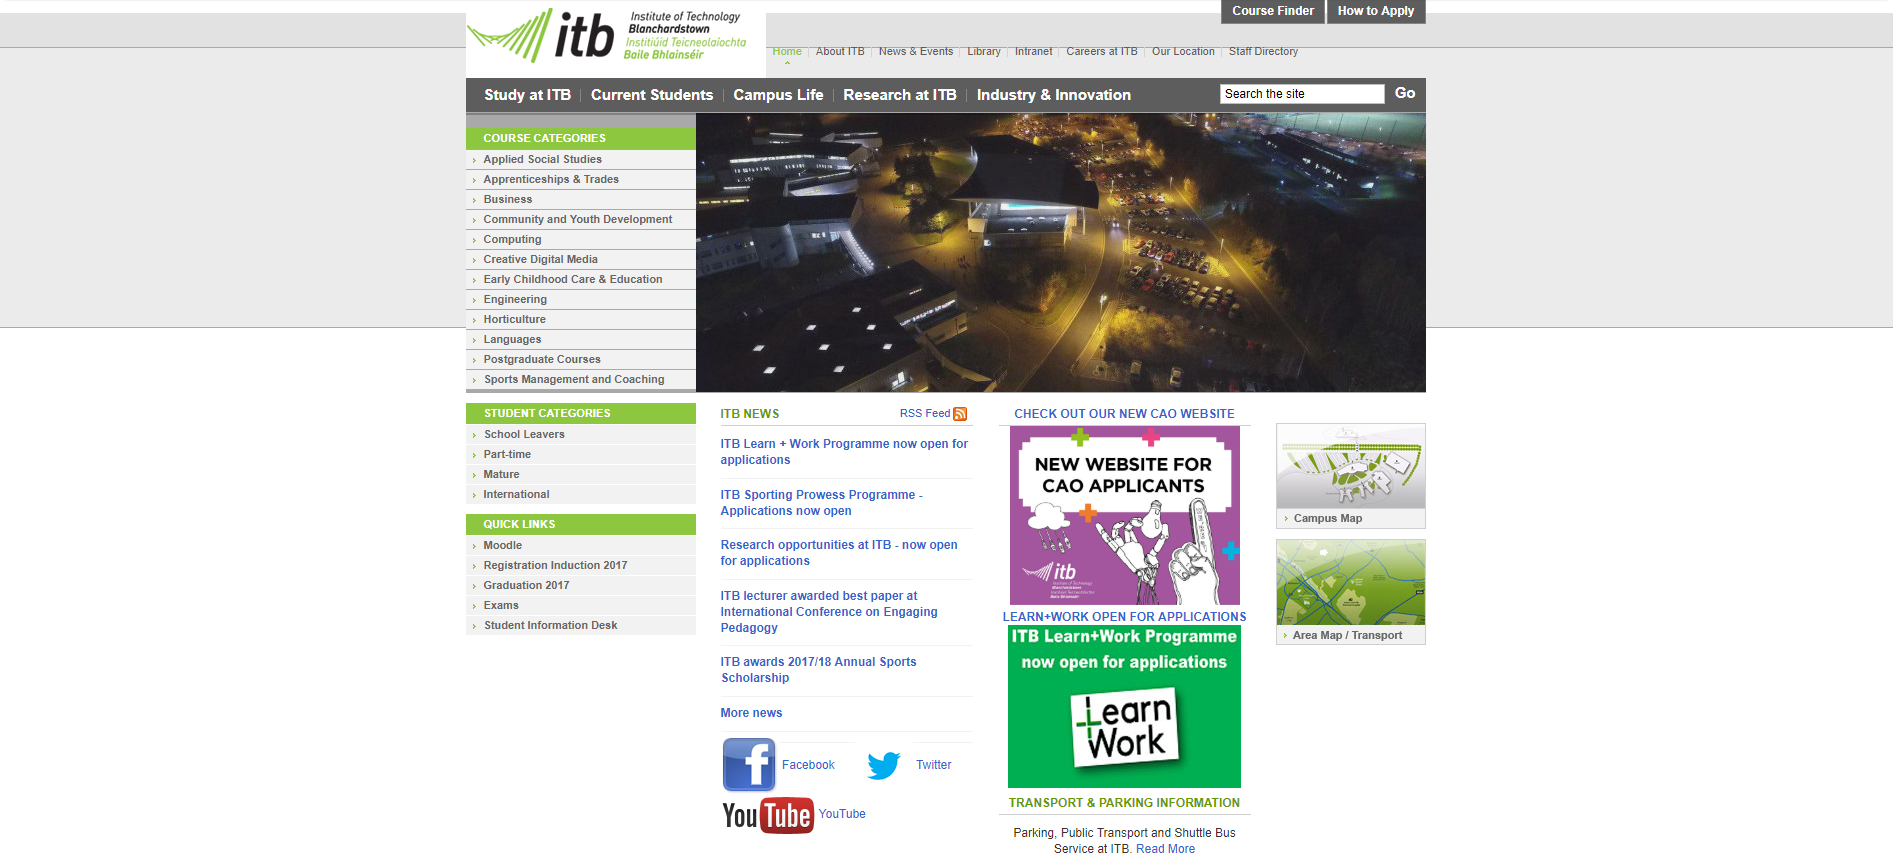 Course Finder
How to Apply
itb
Institute of Technology
Blanchardstown
Institiúid Teicneolaíochta
Baile Bhlainséir
Home
About ITB
News & Events
Library
Intranet
Careers at ITB
Our Location
Staff Directory
Study at ITB
Current Students
Campus Life
Research at ITB
Industry & Innovation
Search the site
Go
COURSE CATEGORIES
Applied Social Studies
Apprenticeships & Trades
Business
Community and Youth Development
Computing
Creative Digital Media
Early Childhood Care & Education
Engineering
Horticulture
Languages
Postgraduate Courses
Sports Management and Coaching
STUDENT CATEGORIES
School Leavers
Part-time
Mature
International
QUICK LINKS
Moodle
Registration Induction 2017
Graduation 2017
Exams
Student Information Desk
ITB NEWS
RSS Feed
ITB Learn + Work Programme now open for
applications
ITB Sporting Prowess Programme -
Applications now open
Research opportunities at ITB - now open
for applications
ITB lecturer awarded best paper at
International Conference on Engaging
Pedagogy
ITB awards 2017/18 Annual Sports
Scholarship
More news
Facebook
Twitter
YouTube
YouTube
CHECK OUT OUR NEW CAO WEBSITE
NEW WEBSITE FOR
CAO APPLICANTS
itb
Institute of Technology
Blanchardstown
Institiúid Teicneolaíochta
Baile Bhlainséir
LEARN+WORK OPEN FOR APPLICATIONS
ITB Learn+Work Programme
now open for applications
Learn
Work
TRANSPORT & PARKING INFORMATION
Parking, Public Transport and Shuttle Bus
Service at ITB. Read More
Campus Map
Area Map / Transport